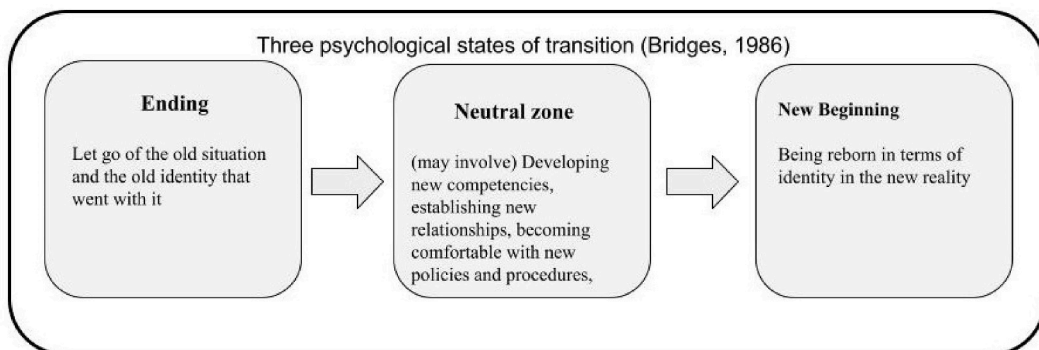 Three psychological states of transition (Bridges, 1986)
Ending
Let go of the old situation
and the old identity that
went with it
Neutral zone
(may involve) Developing
new competencies,
establishing new
relationships, becoming
comfortable with new
policies and procedures,
New Beginning
Being reborn in terms of
identity in the new reality